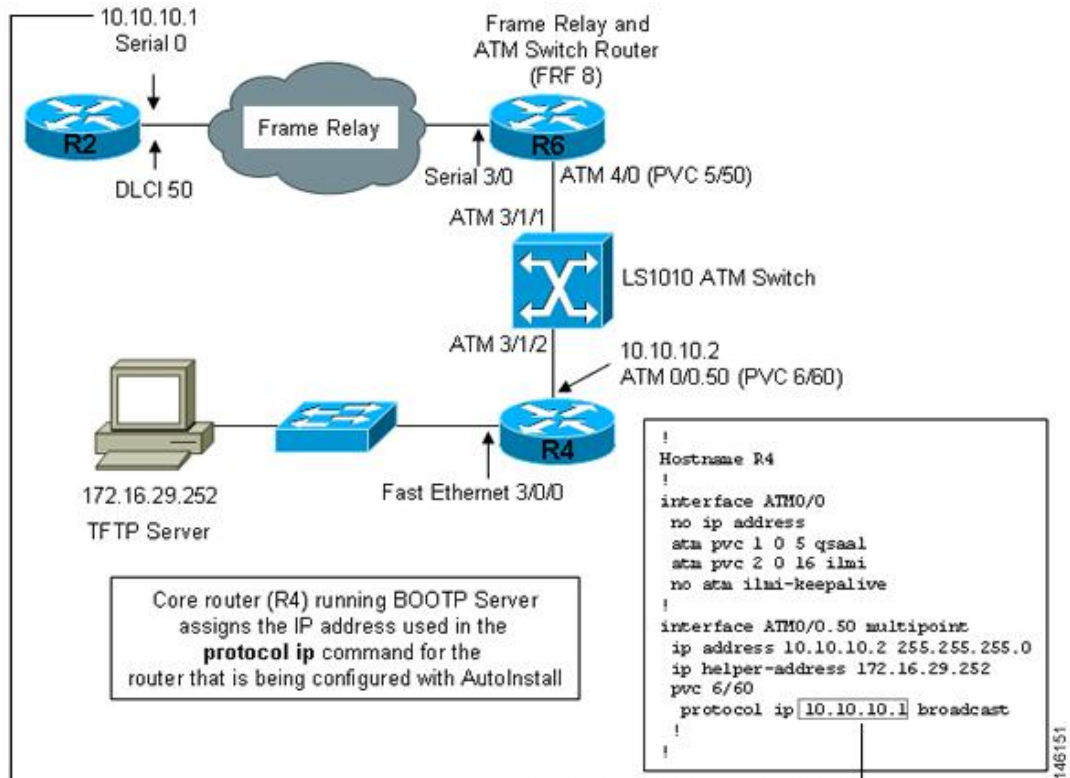 10.10.10.1
Serial 0
Frame Relay and
ATM Switch Router
(FRF 8)
R2
Frame Relay
R6
DLCI 50
Serial 3/0
ATM 4/0 (PVC 5/50)
ATM 3/1/1
LS1010 ATM Switch
ATM 3/1/2
10.10.10.2
ATM 0/0.50 (PVC 6/60)
R4
172.16.29.252
TFTP Server
Fast Ethernet 3/0/0
Core router (R4) running BOOTP Server
assigns the IP address used in the
protocol ip command for the
router that is being configured with AutoInstall
!
Hostname R4
!
interface ATM0/0
no ip address
atm pvc 1 0 5 qsaal
atm pvc 2 0 16 ilmi
no atm ilmi-keepalive
!
interface ATM0/0.50 multipoint
ip address 10.10.10.2 255.255.255.0
ip helper-address 172.16.29.252
pvc 6/60
protocol ip 10.10.10.1 broadcast
!
!
146151